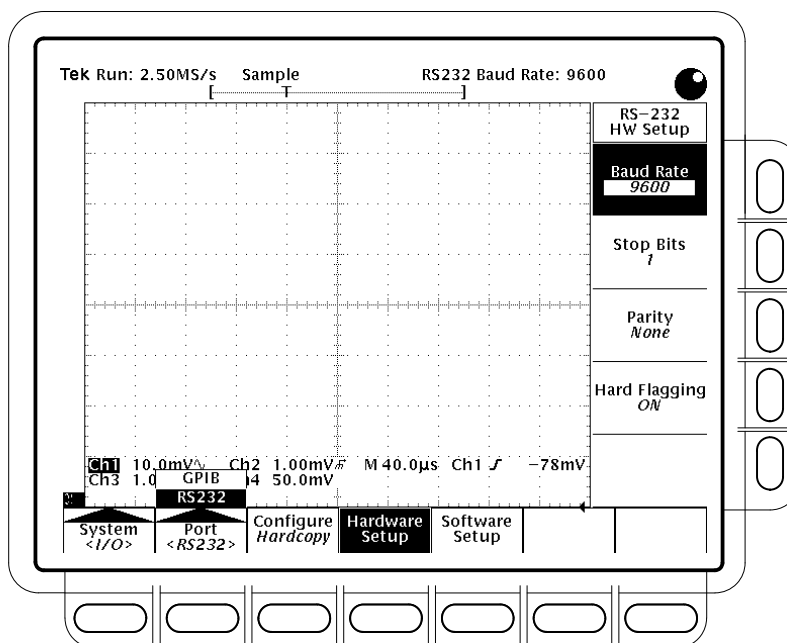 Tek Run: 2.50MS/s Sample RS232 Baud Rate: 9600
[ T ]
RS-232
HW Setup
Baud Rate
9600
Stop Bits
1
Parity
None
Hard Flagging
ON
Ch1 10.0mV Ch2 1.00mV M 40.0µs Ch1 -78mV
Ch3 1.0 h4 50.0mV
GPIB
RS232
System
<I/O>
Port
<RS232>
Configure
Hardcopy
Hardware
Setup
Software
Setup